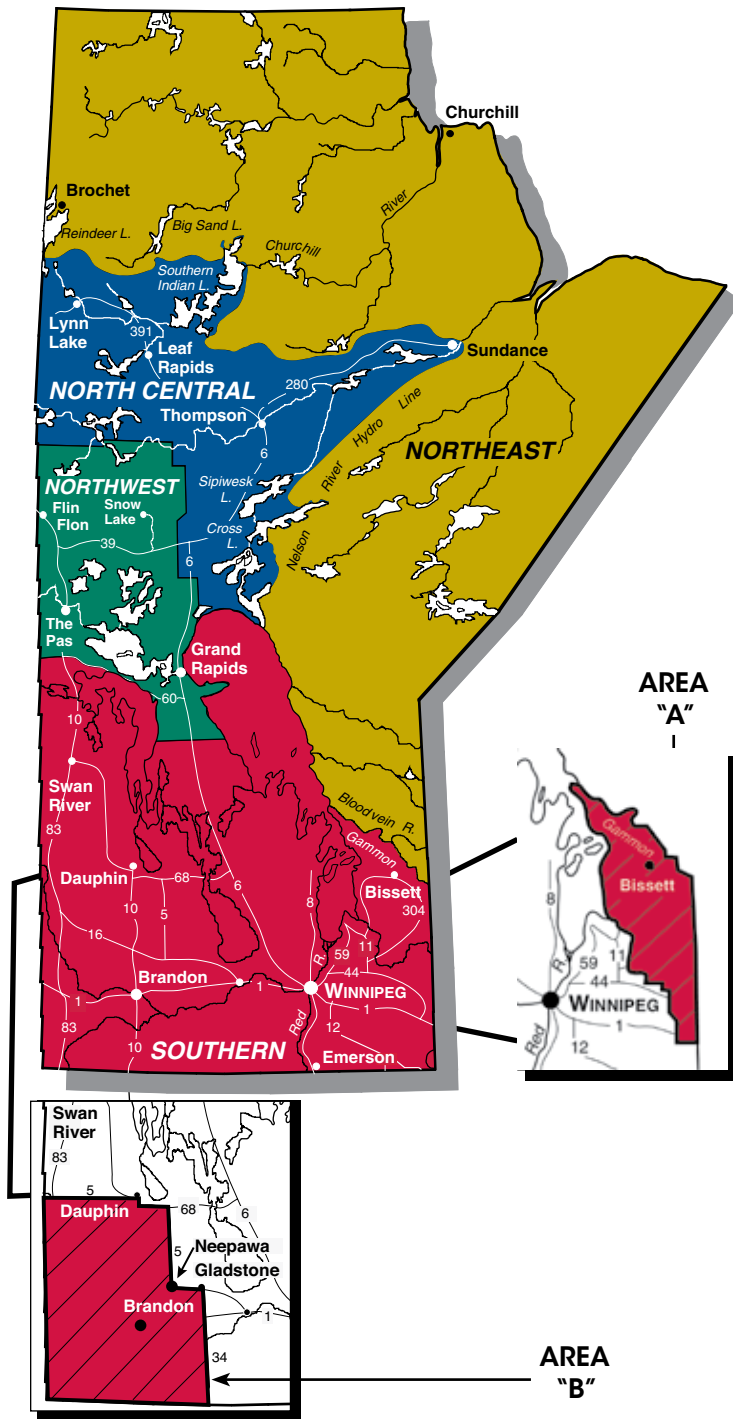 Churchill
Brochet
Reindeer L.
Big Sand L.
River
Churchill
Southern
Indian L.
Lynn
Lake
391
Leaf
Rapids
Sundance
NORTH CENTRAL
280
Thompson
6
Line
Hydro
River
Nelson
NORTHEAST
NORTHWEST
Sipiwesk
L.
Flin
Flon
Snow
Lake
Cross
L.
39
6
The
Pas
Grand
Rapids
60
10
AREA
"A"
Swan
River
83
Bloodvein R.
Gammon
Dauphin
68
6
Bissett
10
5
8
304
16
R.
59
11
44
Brandon
1
1
WINNIPEG
1
83
Red
12
10
SOUTHERN
Emerson
Gammon
Bissett
8
R.
59
11
44
WINNIPEG
1
Red
12
Swan
River
83
5
Dauphin
68
6
5
Neepawa
Gladstone
Brandon
1
34
AREA
"B"